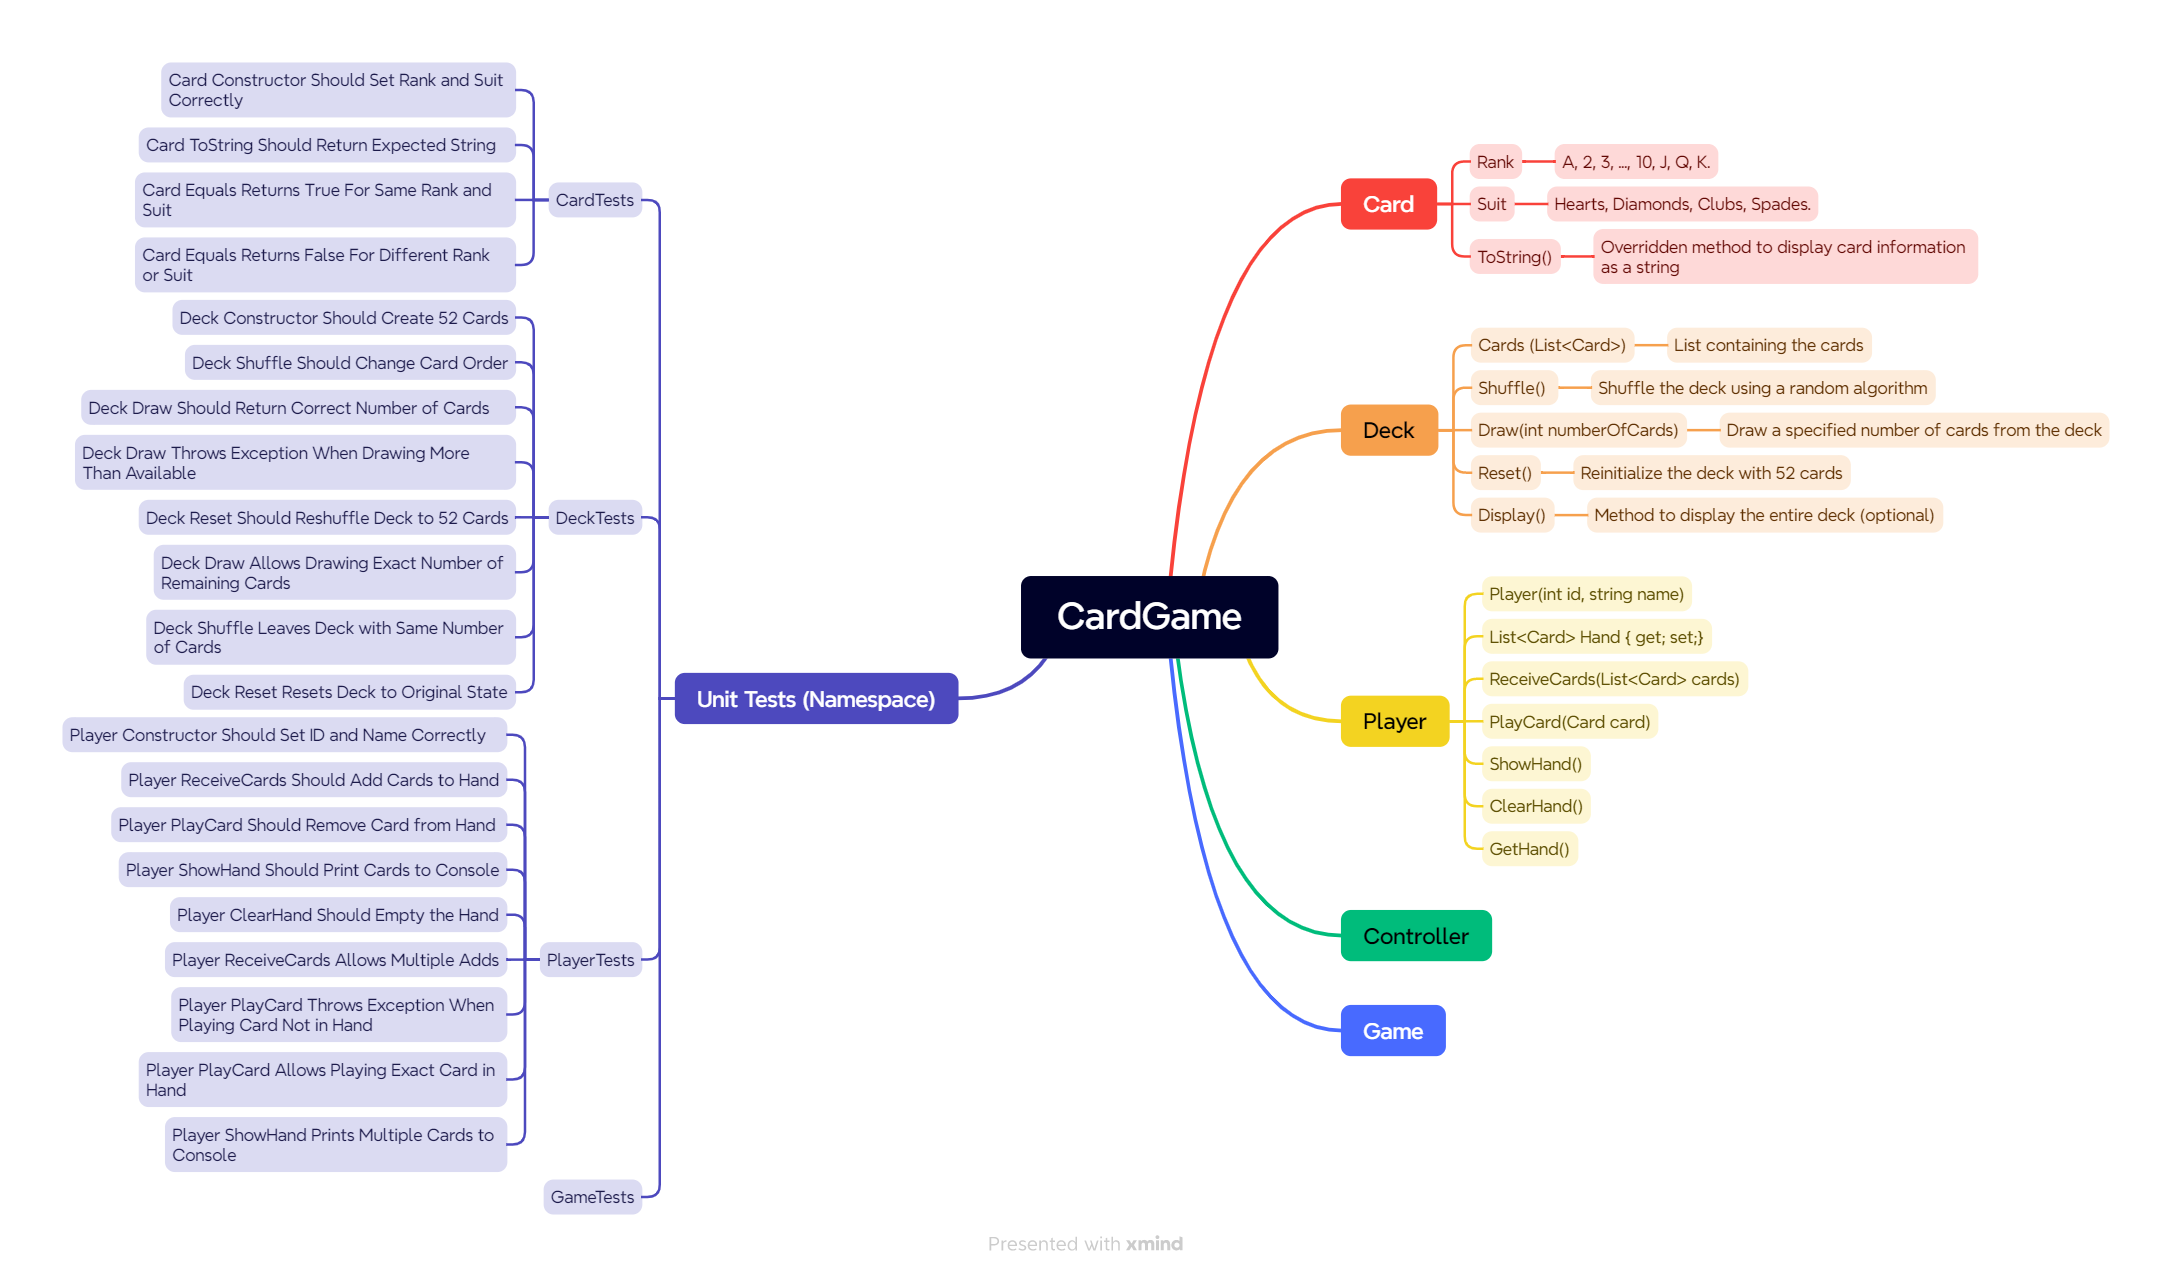 Card Constructor Should Set Rank and Suit
Correctly
Card ToString Should Return Expected String
Card Equals Returns True For Same Rank and
Suit
Card Equals Returns False For Different Rank
or Suit
CardTests
Deck Constructor Should Create 52 Cards
Deck Shuffle Should Change Card Order
Deck Draw Should Return Correct Number of Cards
Deck Draw Throws Exception When Drawing More
Than Available
Deck Reset Should Reshuffle Deck to 52 Cards
Deck Draw Allows Drawing Exact Number of
Remaining Cards
Deck Shuffle Leaves Deck with Same Number
of Cards
Deck Reset Resets Deck to Original State
DeckTests
Player Constructor Should Set ID and Name Correctly
Player ReceiveCards Should Add Cards to Hand
Player PlayCard Should Remove Card from Hand
Player ShowHand Should Print Cards to Console
Player ClearHand Should Empty the Hand
Player ReceiveCards Allows Multiple Adds
Player PlayCard Throws Exception When
Playing Card Not in Hand
Player PlayCard Allows Playing Exact Card in
Hand
Player ShowHand Prints Multiple Cards to
Console
PlayerTests
GameTests
Unit Tests (Namespace)
CardGame
Card
Rank
A, 2, 3, ..., 10, J, Q, K.
Suit
Hearts, Diamonds, Clubs, Spades.
ToString()
Overridden method to display card information
as a string
Deck
Cards (List<Card>)
List containing the cards
Shuffle()
Shuffle the deck using a random algorithm
Draw(int numberOfCards)
Draw a specified number of cards from the deck
Reset()
Reinitialize the deck with 52 cards
Display()
Method to display the entire deck (optional)
Player
Player(int id, string name)
List<Card> Hand { get; set;}
ReceiveCards(List<Card> cards)
PlayCard(Card card)
ShowHand()
ClearHand()
GetHand()
Controller
Game
Presented with xmind